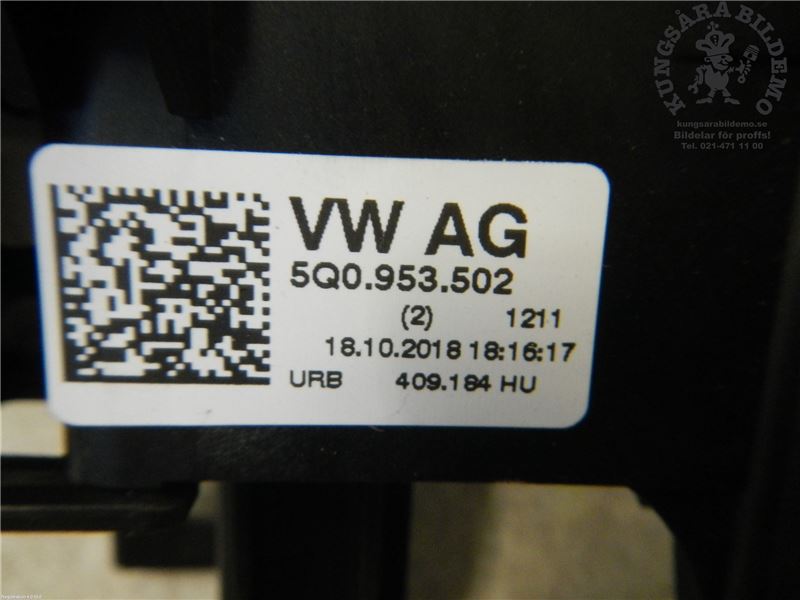 KUNGSÅRA BILDEMO
kungsarabildemo.se
Bildelar för proffs!
Tel. 021-471 11 00
VW AG
5Q0.953.502
(2) 1211
18.10.2018 18:16:17
URB 409.184 HU